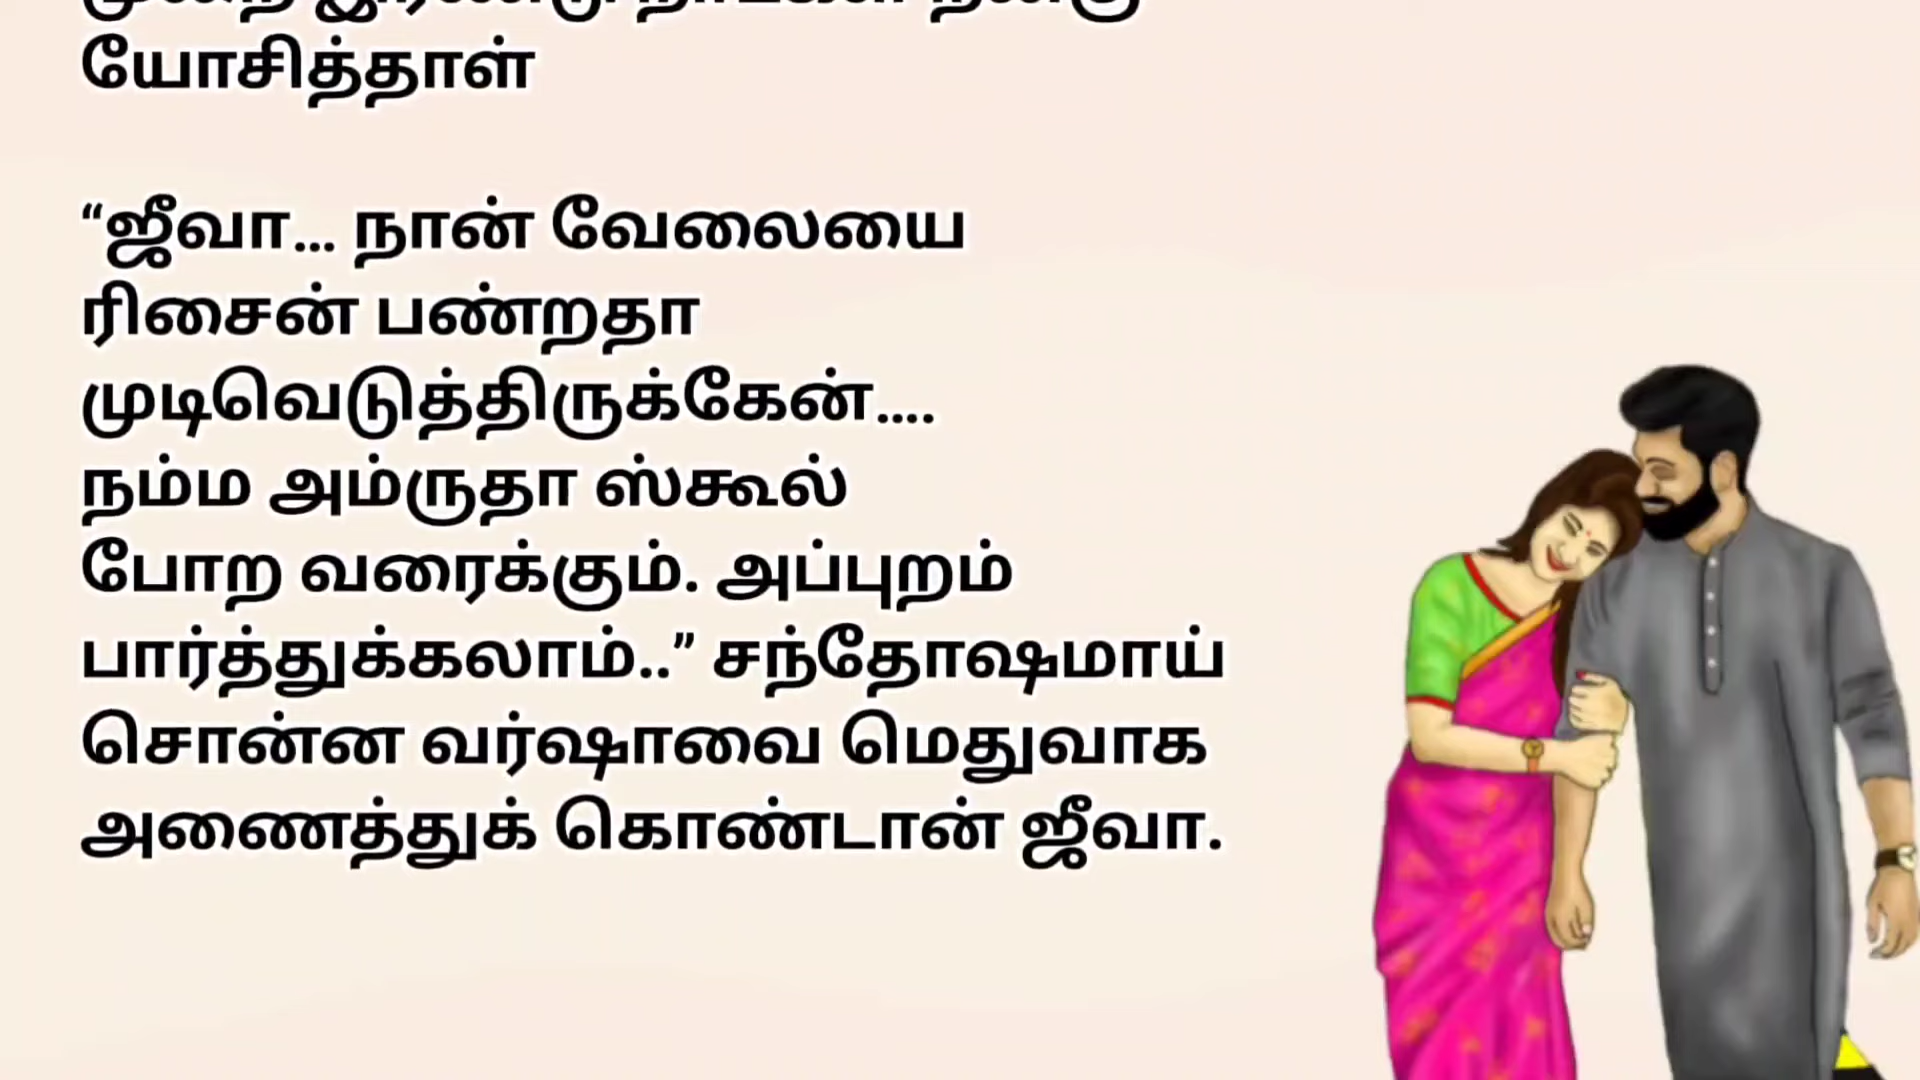 யோசித்தாள்
“ஜீவா... நான் வேலையை
ரிசைன் பண்றதா
முடிவெடுத்திருக்கேன்....
நம்ம அம்ருதா ஸ்கூல்
போற வரைக்கும். அப்புறம்
பார்த்துக்கலாம்..” சந்தோஷமாய்
சொன்ன வர்ஷாவை மெதுவாக
அணைத்துக் கொண்டான் ஜீவா.